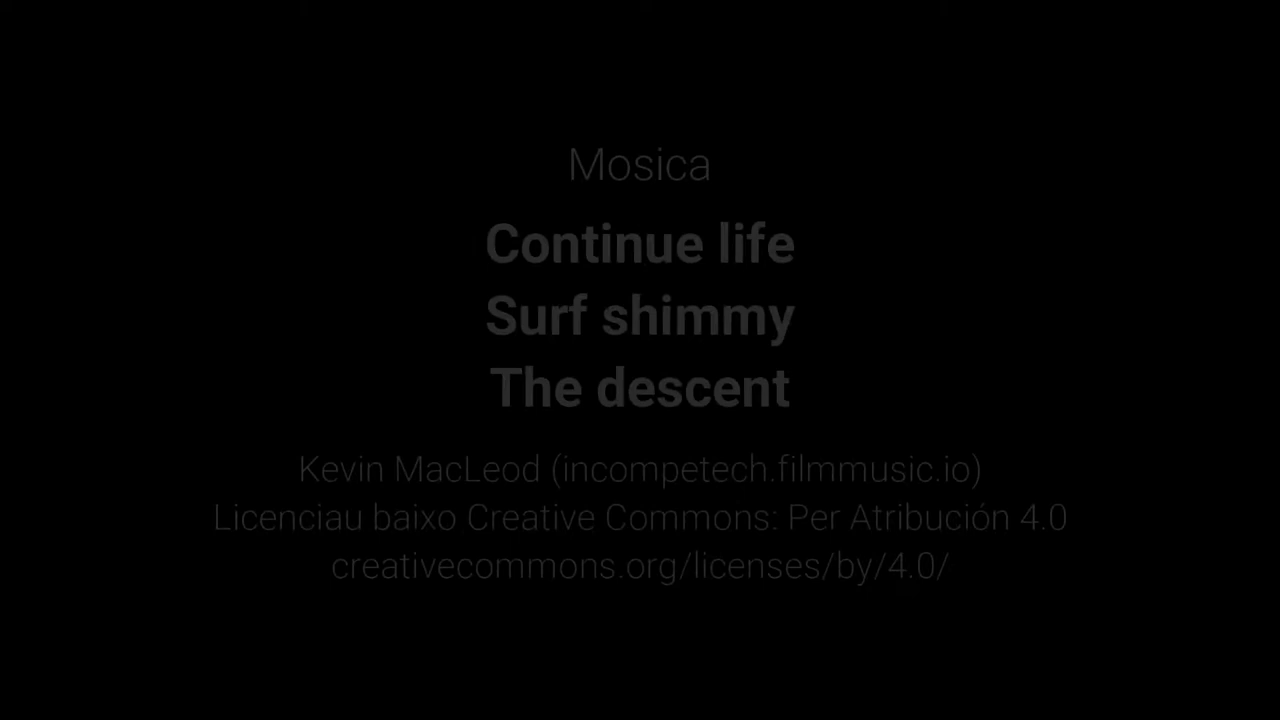 Mosica
Continue life
Surf shimmy
The descent
Kevin MacLeod (incompetech.filmmusic.io)
Licenciau baixo Creative Commons: Per Atribución 4.0
creativecommons.org/licenses/by/4.0/